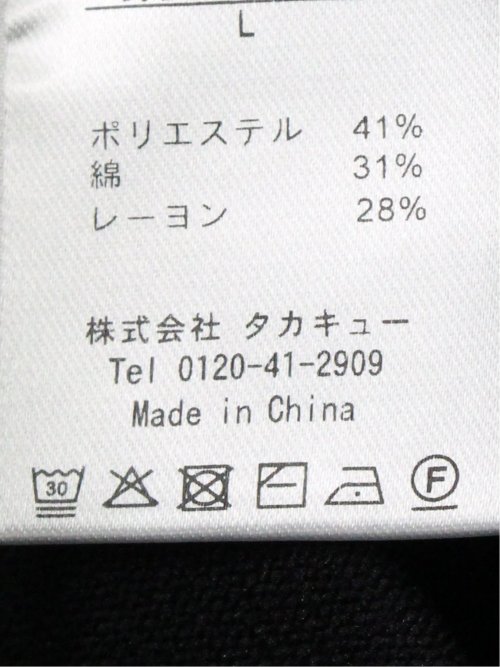 L
ポリエステル 41%
綿 31%
レーヨン 28%
株式会社 タカキュー
Tel 0120-41-2909
Made in China
30 F